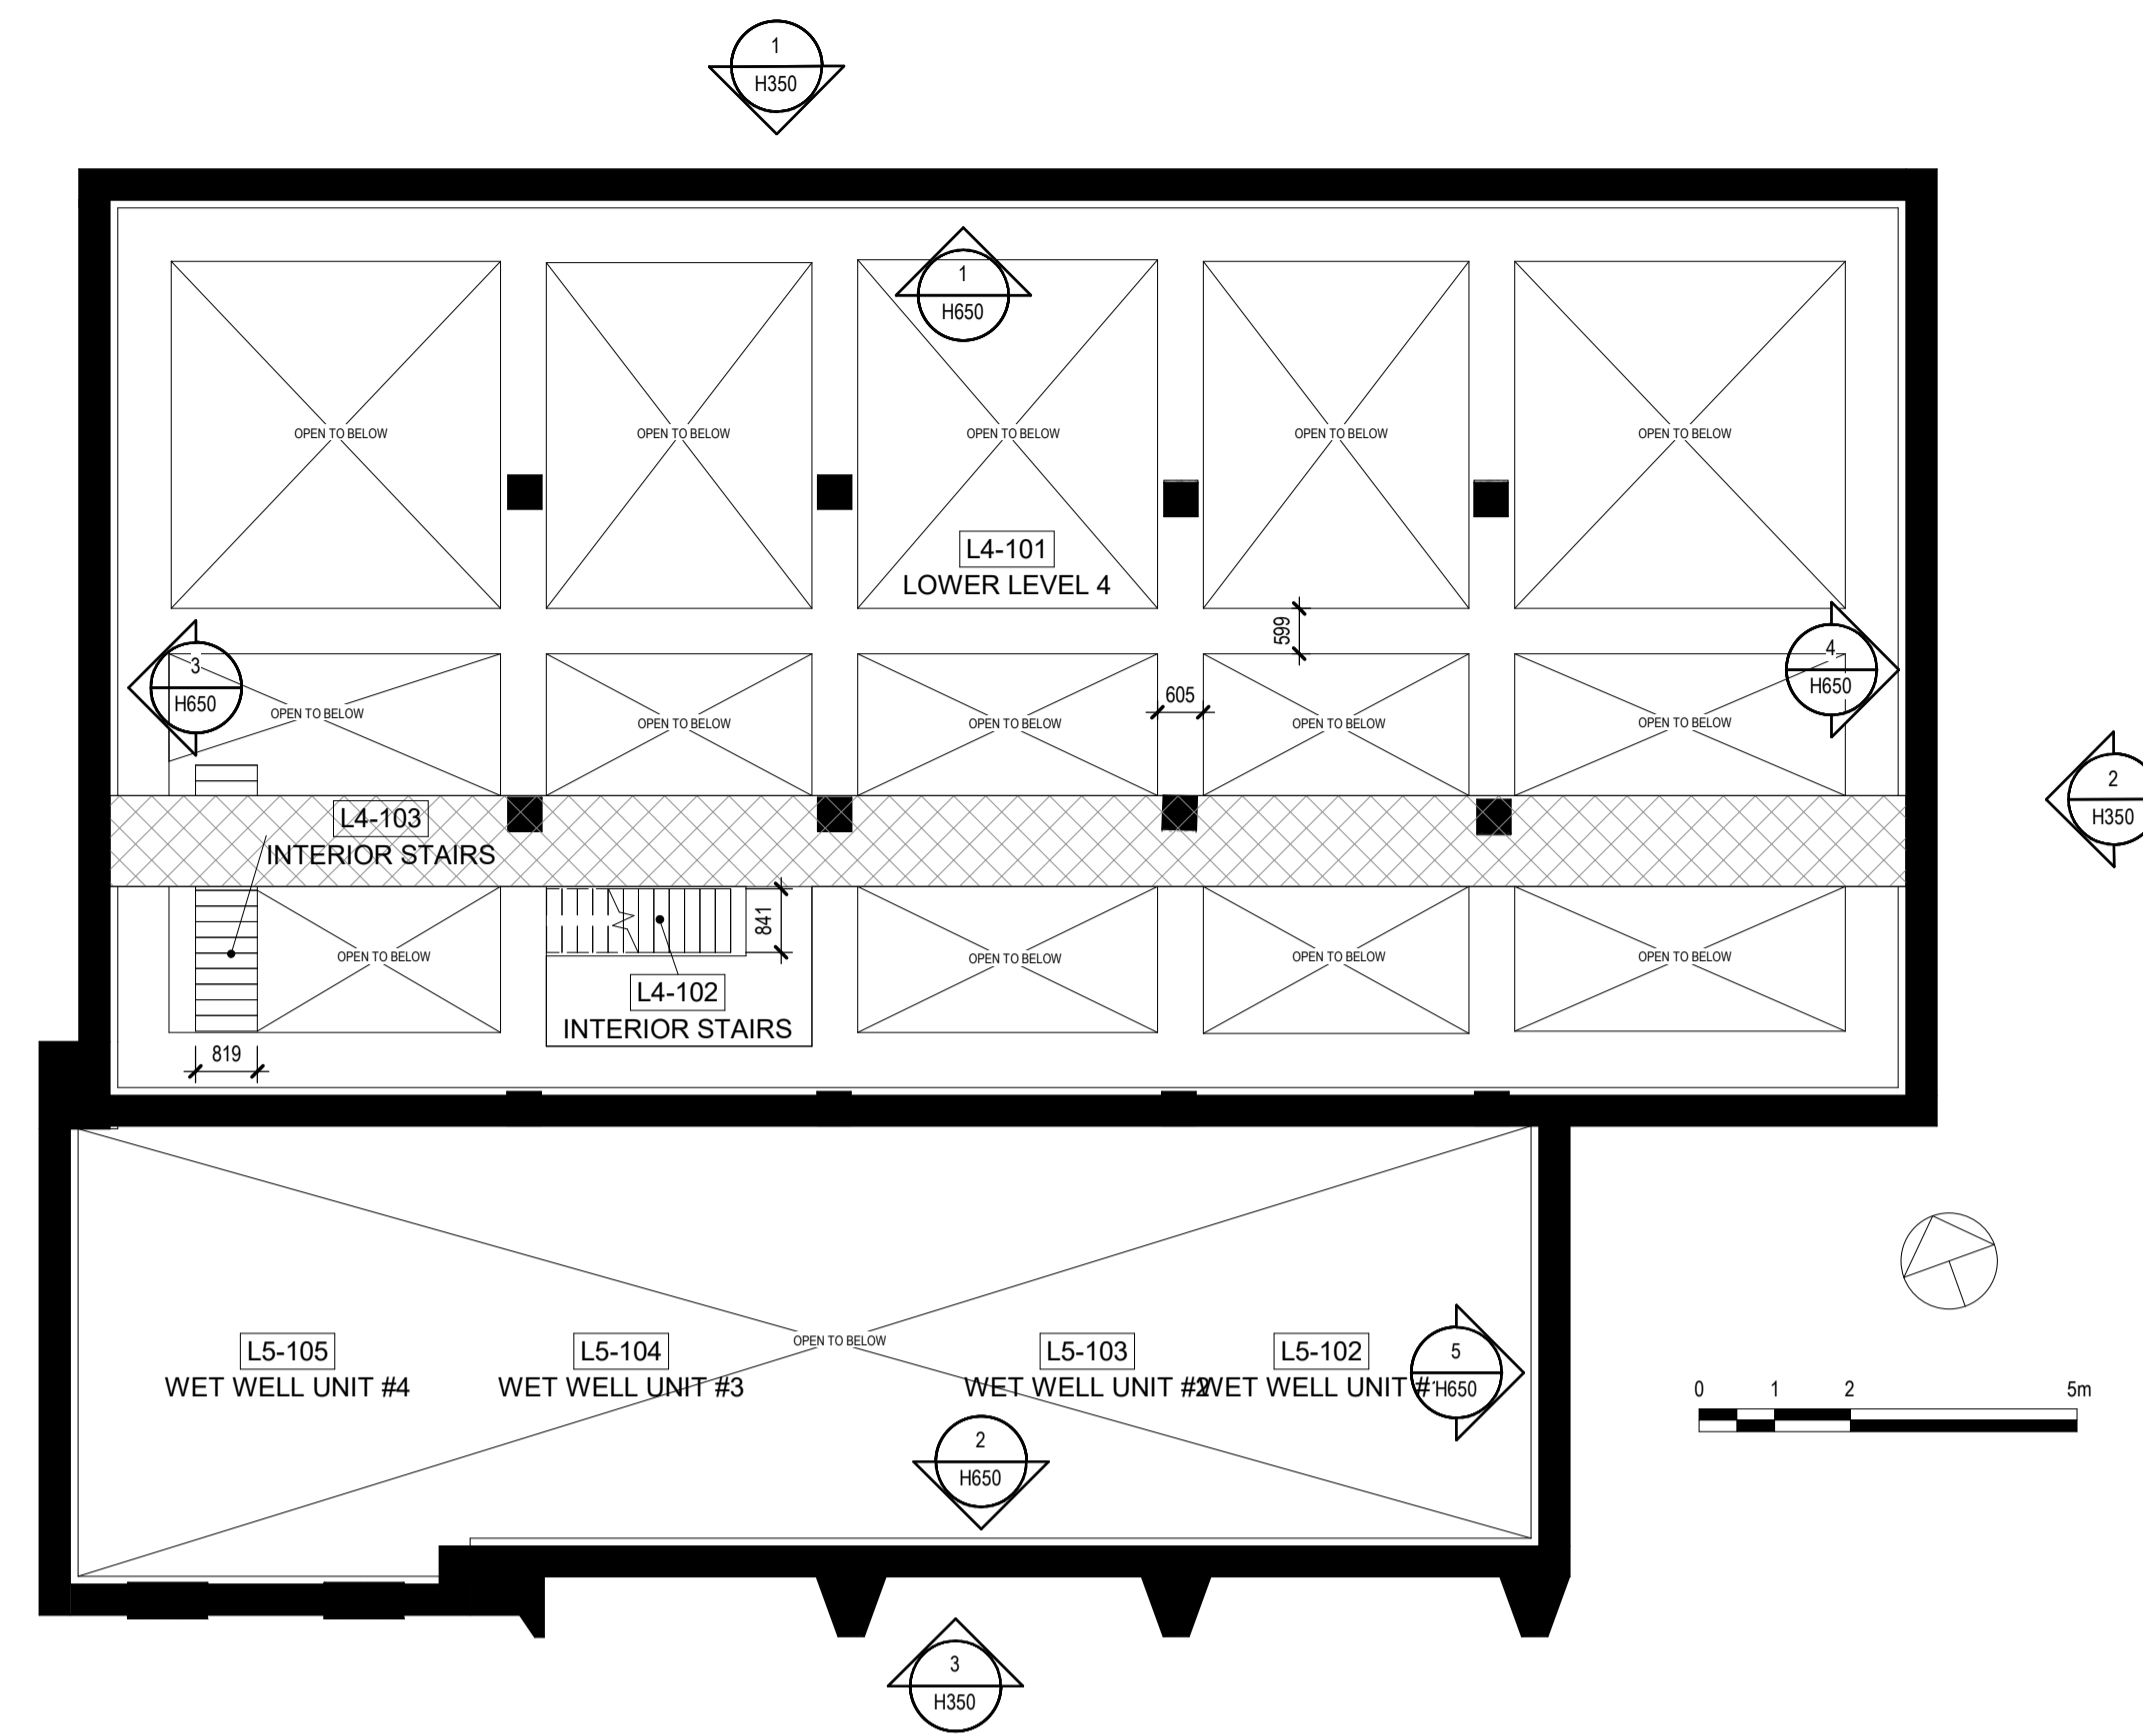 1
H350
1
H650
OPEN TO BELOW
OPEN TO BELOW
OPEN TO BELOW
OPEN TO BELOW
OPEN TO BELOW
L4-101
LOWER LEVEL 4
599
3
H650
4
H650
605
OPEN TO BELOW
OPEN TO BELOW
OPEN TO BELOW
OPEN TO BELOW
OPEN TO BELOW
2
H350
L4-103
INTERIOR STAIRS
841
OPEN TO BELOW
OPEN TO BELOW
OPEN TO BELOW
OPEN TO BELOW
L4-102
INTERIOR STAIRS
819
OPEN TO BELOW
L5-105
WET WELL UNIT #4
L5-104
WET WELL UNIT #3
L5-103
WET WELL UNIT #2
L5-102
WET WELL UNIT
5
H650
0 1 2 5m
2
H650
3
H350